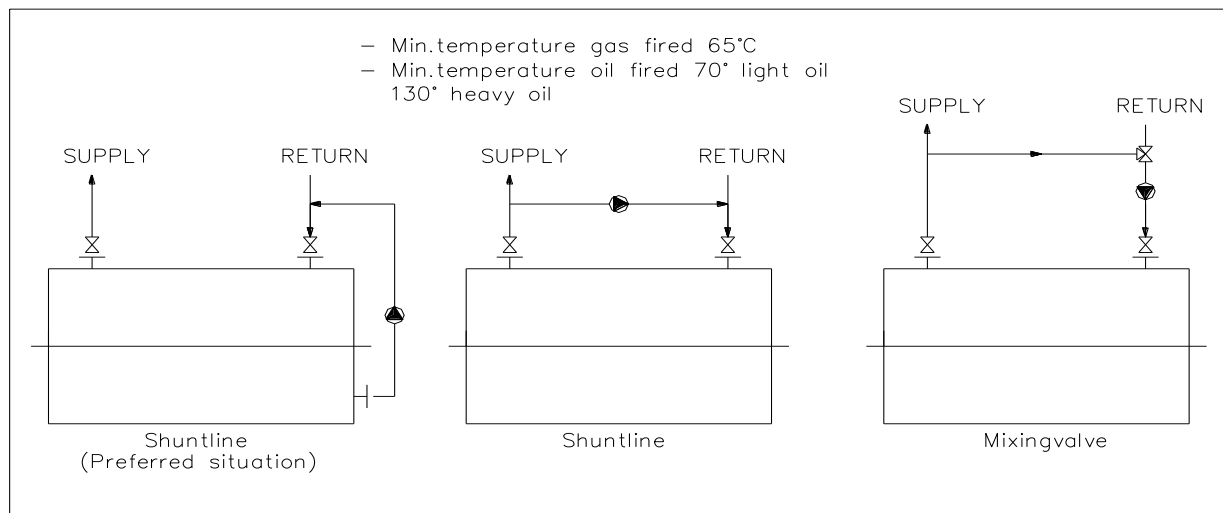 – Min.temperature gas fired 65°C
– Min.temperature oil fired 70° light oil
130° heavy oil
SUPPLY
RETURN
Shuntline
(Preferred situation)
SUPPLY
RETURN
Shuntline
SUPPLY
RETURN
Mixingvalve